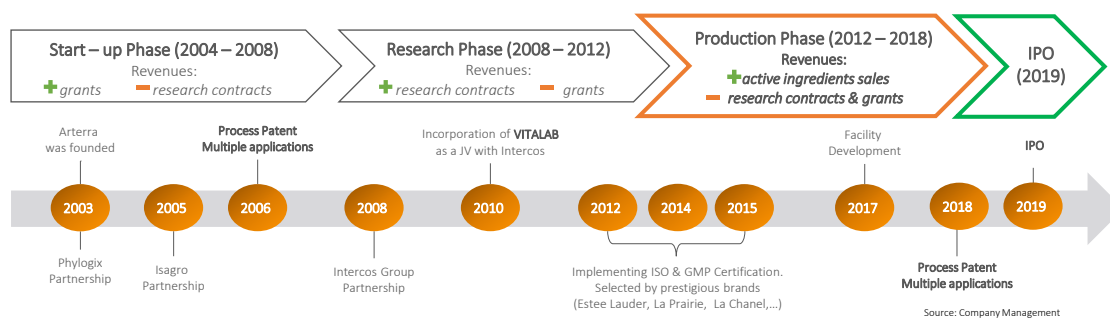 Start – up Phase (2004 – 2008)
Revenues:
+ grants – research contracts
Research Phase (2008 – 2012)
Revenues:
+ research contracts – grants
Production Phase (2012 – 2018)
Revenues:
+ active ingredients sales
– research contracts & grants
IPO
(2019)
Arterra
was founded
Process Patent
Multiple applications
Incorporation of VITALAB
as a JV with Intercos
Facility
Development
IPO
2003
2005
2006
2008
2010
2012
2014
2015
2017
2018
2019
Phylogix
Partnership
Isagro
Partnership
Intercos Group
Partnership
Implementing ISO & GMP Certification.
Selected by prestigious brands
(Estee Lauder, La Prairie, La Chanel,...)
Process Patent
Multiple applications
Source: Company Management